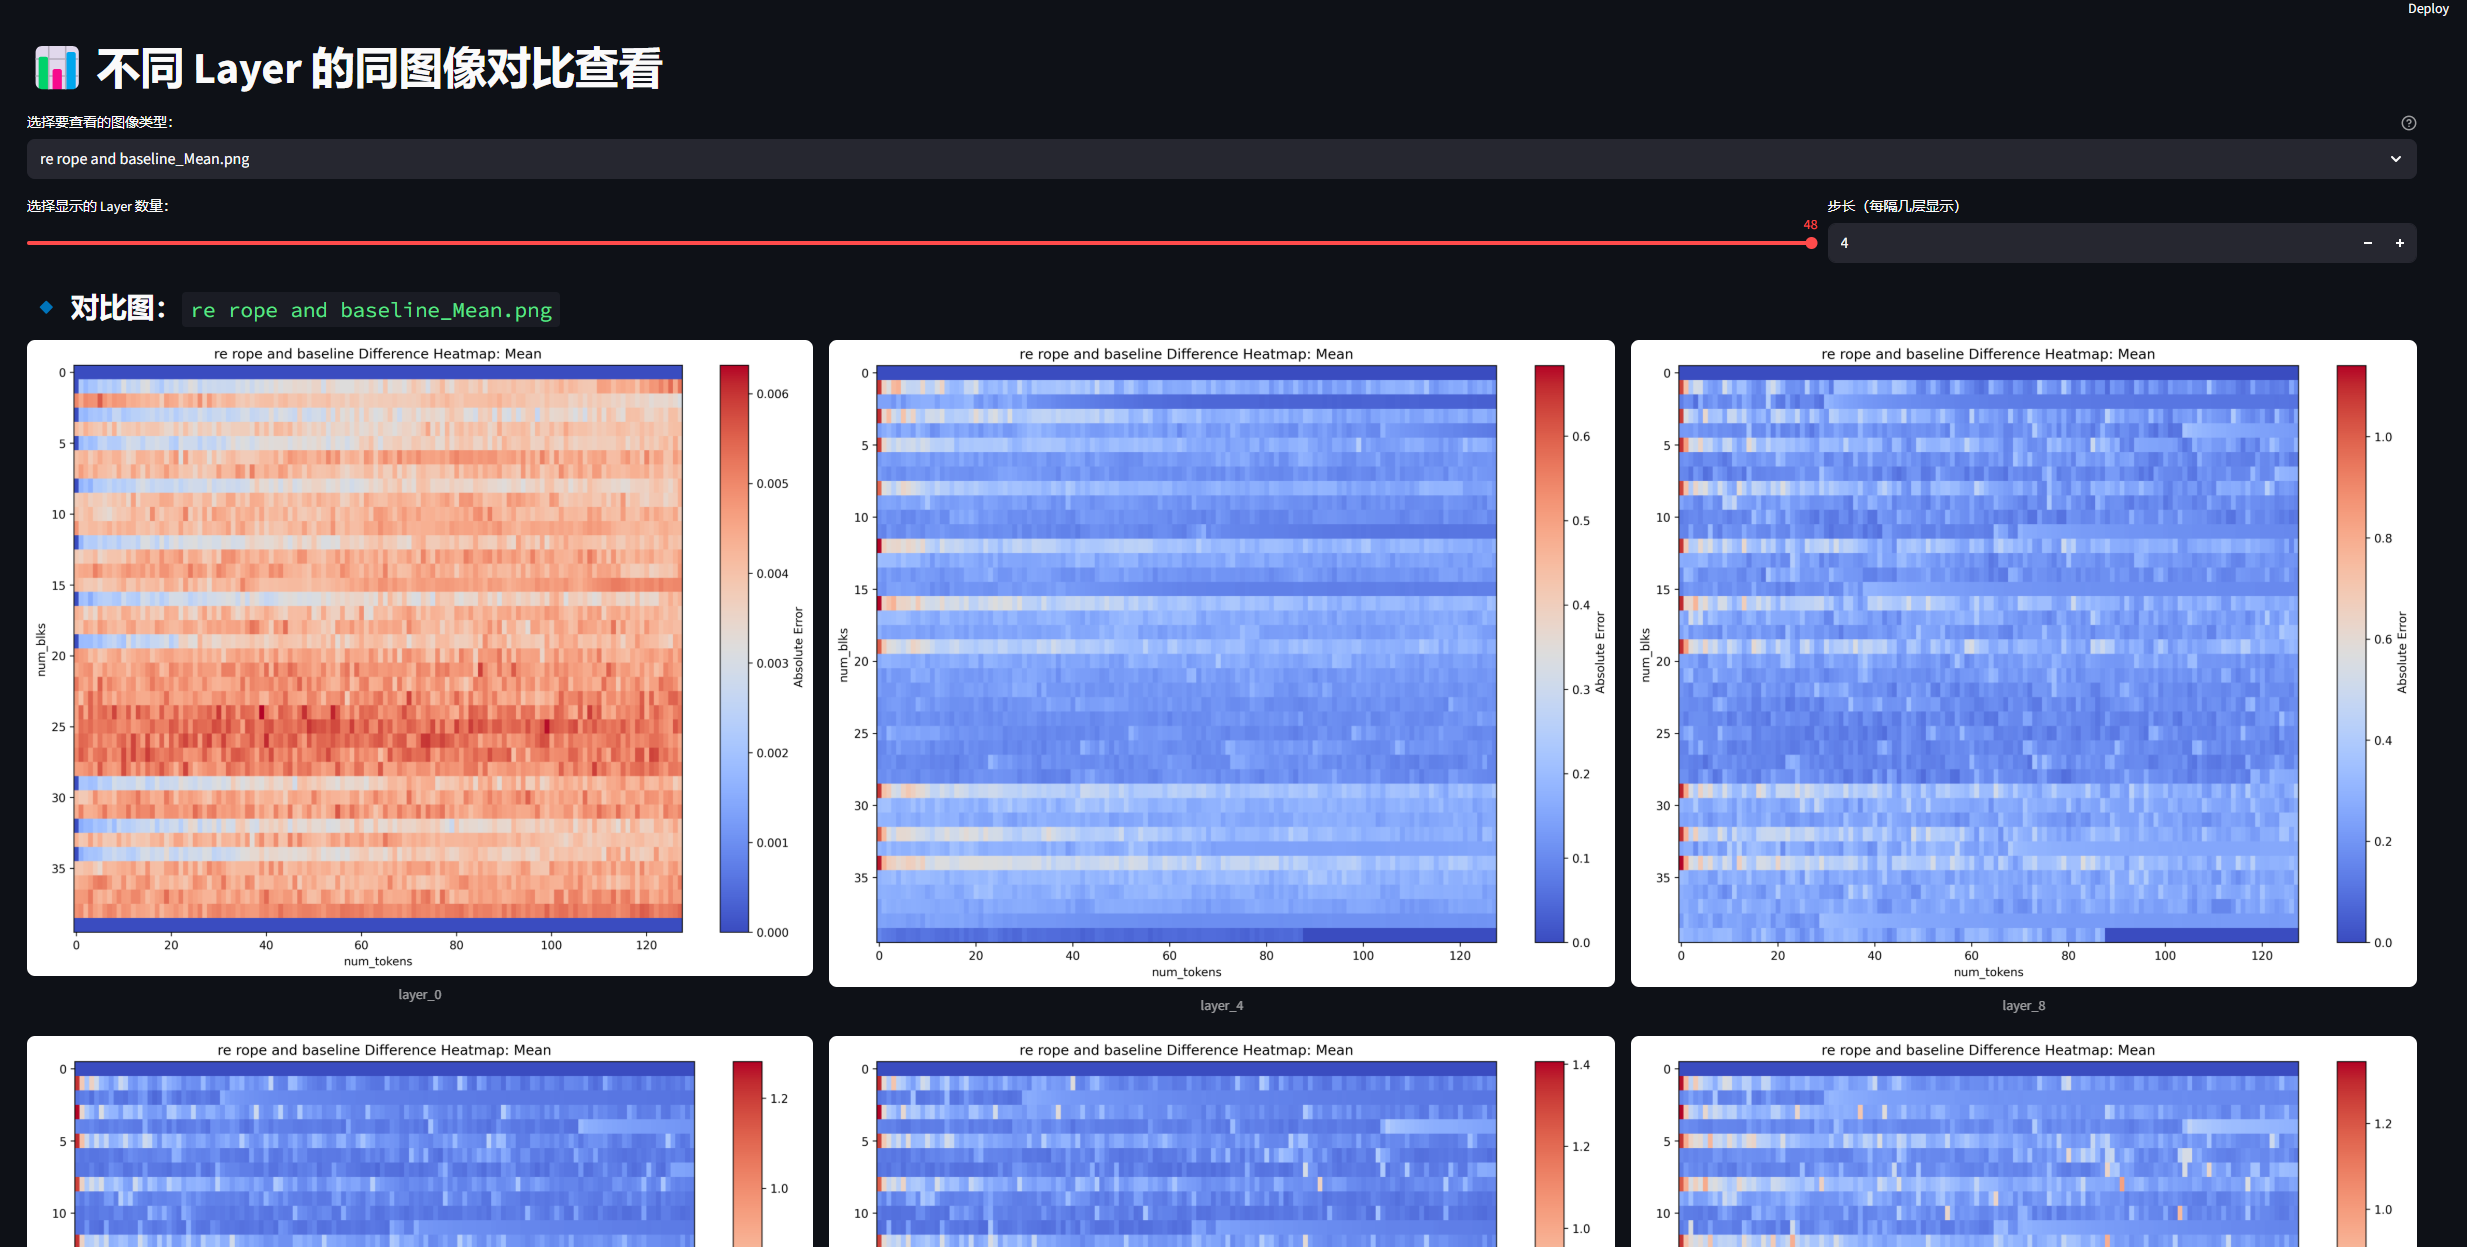 Deploy
不同 Layer 的同图像对比查看
选择要查看的图像类型：
re rope and baseline_Mean.png
选择显示的 Layer 数量：
48
步长（每隔几层显示）
4
对比图： re rope and baseline_Mean.png
re rope and baseline Difference Heatmap: Mean
0
5
10
15
20
25
30
35
num_blks
0 20 40 60 80 100 120
num_tokens
0.006
0.005
0.004
0.003
0.002
0.001
0.000
Absolute Error
layer_0
re rope and baseline Difference Heatmap: Mean
0
5
10
15
20
25
30
35
num_blks
0 20 40 60 80 100 120
num_tokens
0.6
0.5
0.4
0.3
0.2
0.1
0.0
Absolute Error
layer_4
re rope and baseline Difference Heatmap: Mean
0
5
10
15
20
25
30
35
num_blks
0 20 40 60 80 100 120
num_tokens
1.0
0.8
0.6
0.4
0.2
0.0
Absolute Error
layer_8
re rope and baseline Difference Heatmap: Mean
0
5
10
1.2
1.0
re rope and baseline Difference Heatmap: Mean
0
5
10
1.4
1.2
1.0
re rope and baseline Difference Heatmap: Mean
0
5
10
1.2
1.0